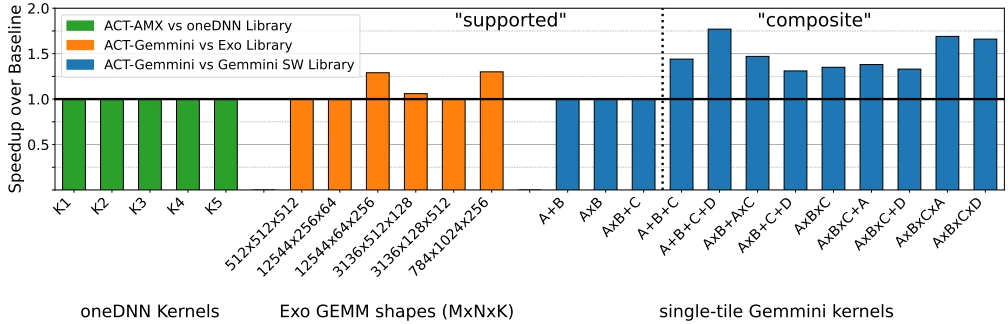 Speedup over Baseline
2.0
1.5
1.0
0.5
ACT-AMX vs oneDNN Library
ACT-Gemmini vs Exo Library
ACT-Gemmini vs Gemmini SW Library
"supported"
"composite"
K1
K2
K3
K4
K5
512x512x512
12544x256x64
12544x64x256
3136x512x128
3136x128x512
784x1024x256
A+B
AxB
AxB+C
A+B+C
A+B+C+D
AxB+AxC
AxB+C+D
AxBxC
AxBxC+A
AxBxC+D
AxBxCxA
AxBxCxD
oneDNN Kernels
Exo GEMM shapes (MxNxK)
single-tile Gemmini kernels